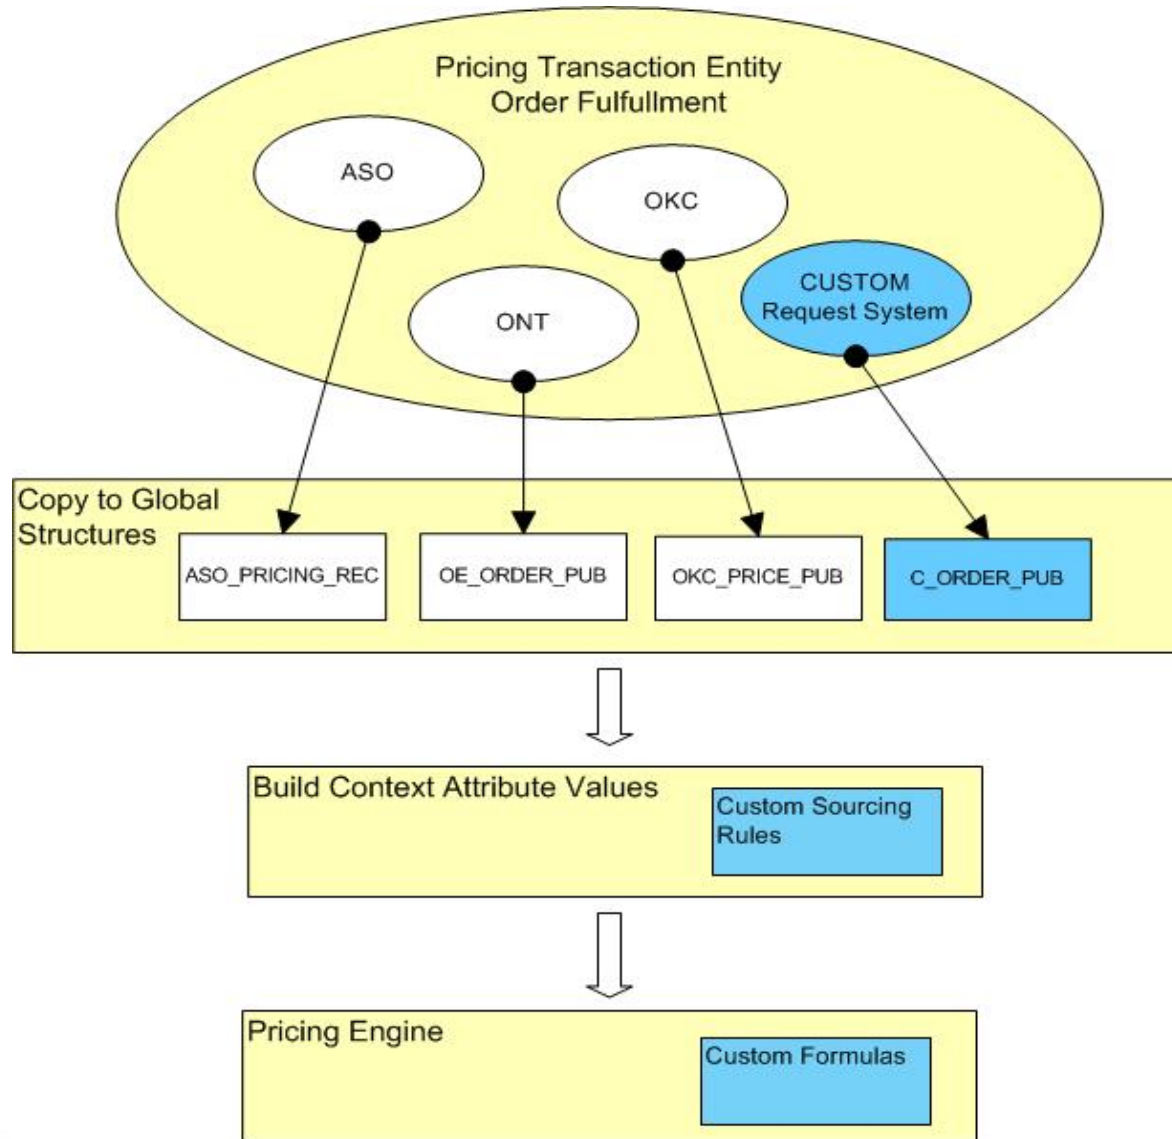 Pricing Transaction Entity
Order Fulfullment
ASO
OKC
CUSTOM
Request System
ONT
Copy to Global
Structures
ASO_PRICING_REC
OE_ORDER_PUB
OKC_PRICE_PUB
C_ORDER_PUB
Build Context Attribute Values
Custom Sourcing
Rules
Pricing Engine
Custom Formulas